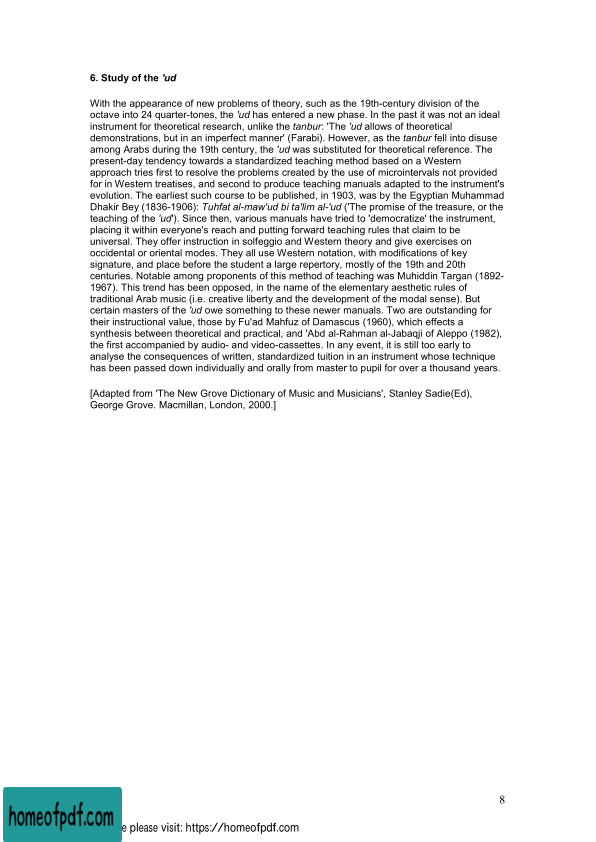 6. Study of the 'ud
With the appearance of new problems of theory, such as the 19th-century division of the
octave into 24 quarter-tones, the 'ud has entered a new phase. In the past it was not an ideal
instrument for theoretical research, unlike the tanbur: 'The 'ud allows of theoretical
demonstrations, but in an imperfect manner' (Farabi). However, as the tanbur fell into disuse
among Arabs during the 19th century, the 'ud was substituted for theoretical reference. The
present-day tendency towards a standardized teaching method based on a Western
approach tries first to resolve the problems created by the use of microintervals not provided
for in Western treatises, and second to produce teaching manuals adapted to the instrument's
evolution. The earliest such course to be published, in 1903, was by the Egyptian Muhammad
Dhakir Bey (1836-1906): Tuhfat al-maw'ud bi ta'lim al-'ud ('The promise of the treasure, or the
teaching of the 'ud'). Since then, various manuals have tried to 'democratize' the instrument,
placing it within everyone's reach and putting forward teaching rules that claim to be
universal. They offer instruction in solfeggio and Western theory and give exercises on
occidental or oriental modes. They all use Western notation, with modifications of key
signature, and place before the student a large repertory, mostly of the 19th and 20th
centuries. Notable among proponents of this method of teaching was Muhiddin Targan (1892-
1967). This trend has been opposed, in the name of the elementary aesthetic rules of
traditional Arab music (i.e. creative liberty and the development of the modal sense). But
certain masters of the 'ud owe something to these newer manuals. Two are outstanding for
their instructional value, those by Fu'ad Mahfuz of Damascus (1960), which effects a
synthesis between theoretical and practical, and 'Abd al-Rahman al-Jabaqji of Aleppo (1982),
the first accompanied by audio- and video-cassettes. In any event, it is still too early to
analyse the consequences of written, standardized tuition in an instrument whose technique
has been passed down individually and orally from master to pupil for over a thousand years.
[Adapted from 'The New Grove Dictionary of Music and Musicians', Stanley Sadie(Ed),
George Grove. Macmillan, London, 2000.]
8
homeofpdf.com
e please visit: https://homeofpdf.com